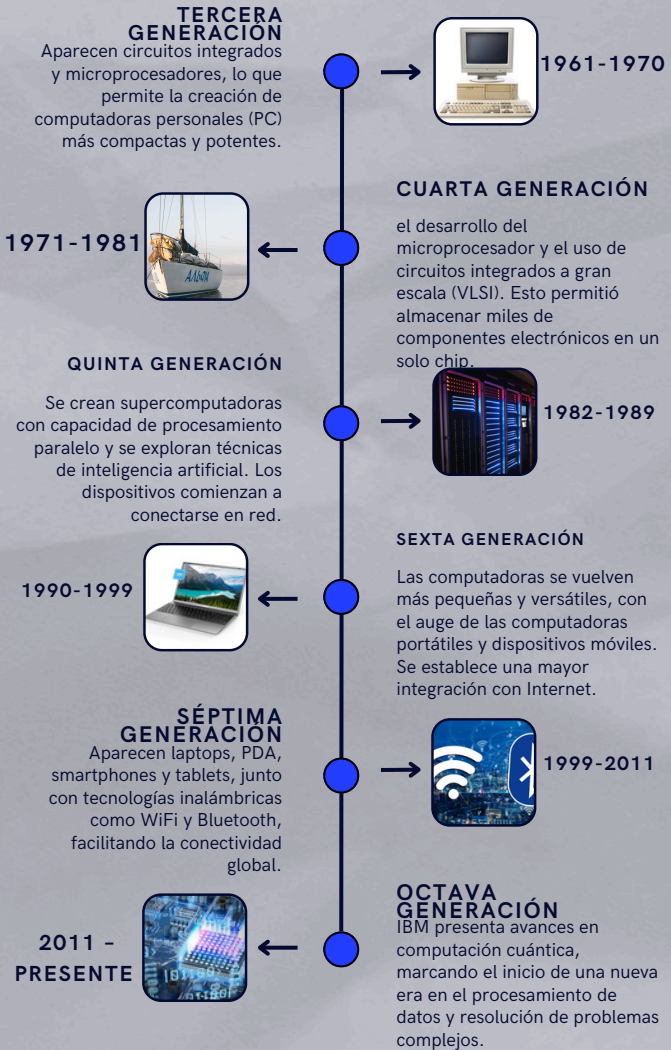 TERCERA
GENERACIÓN
Aparecen circuitos integrados
y microprocesadores, lo que
permite la creación de
computadoras personales (PC)
más compactas y potentes.
1961-1970
CUARTA GENERACIÓN
el desarrollo del
microprocesador y el uso de
circuitos integrados a gran
escala (VLSI). Esto permitió
almacenar miles de
componentes electrónicos en un
solo chip.
1971-1981
QUINTA GENERACIÓN
Se crean supercomputadoras
con capacidad de procesamiento
paralelo y se exploran técnicas
de inteligencia artificial. Los
dispositivos comienzan a
conectarse en red.
1982-1989
SEXTA GENERACIÓN
Las computadoras se vuelven
más pequeñas y versátiles, con
el auge de las computadoras
portátiles y dispositivos móviles.
Se establece una mayor
integración con Internet.
1990-1999
SÉPTIMA
GENERACIÓN
Aparecen laptops, PDA,
smartphones y tablets, junto
con tecnologías inalámbricas
como WiFi y Bluetooth,
facilitando la conectividad
global.
1999-2011
OCTAVA
GENERACIÓN
IBM presenta avances en
computación cuántica,
marcando el inicio de una nueva
era en el procesamiento de
datos y resolución de problemas
complejos.
2011 –
PRESENTE